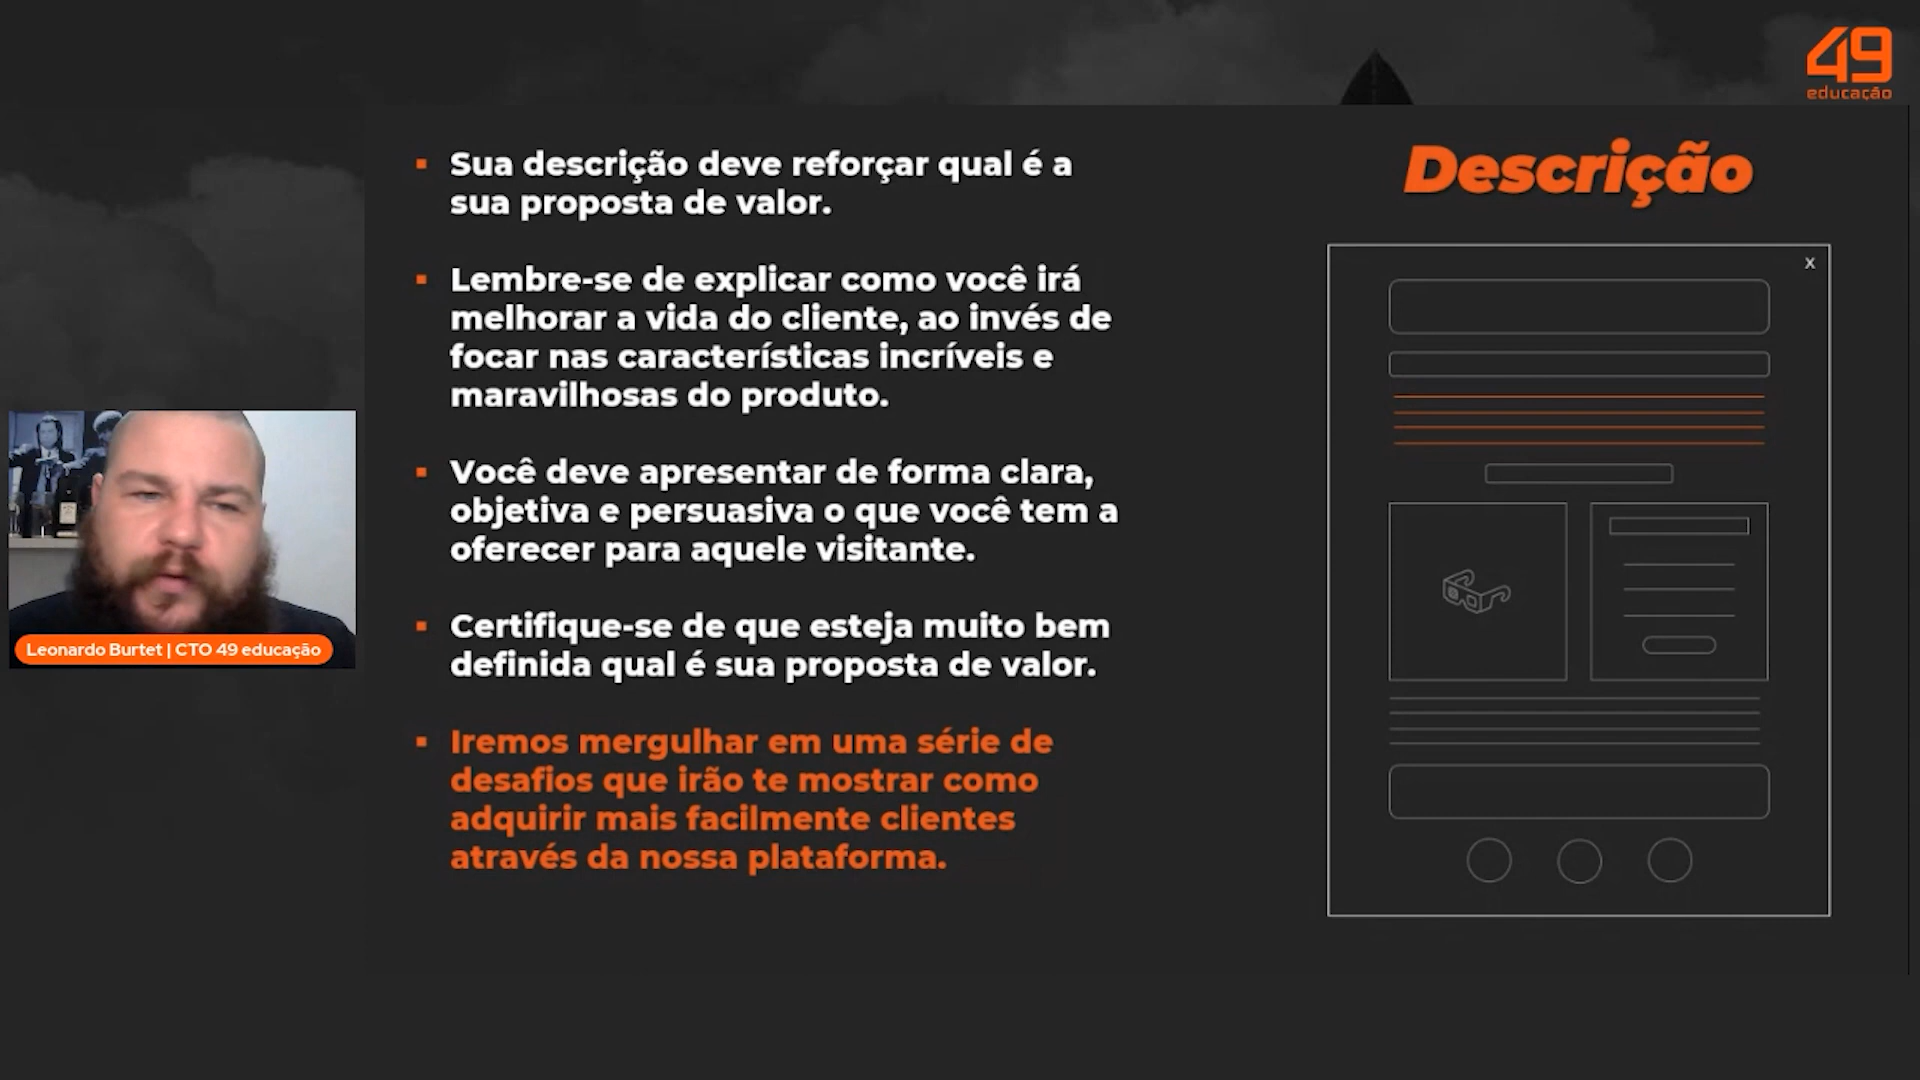 49
educação
Descrição
▪ Sua descrição deve reforçar qual é a
sua proposta de valor.
▪ Lembre-se de explicar como você irá
melhorar a vida do cliente, ao invés de
focar nas características incríveis e
maravilhosas do produto.
▪ Você deve apresentar de forma clara,
objetiva e persuasiva o que você tem a
oferecer para aquele visitante.
▪ Certifique-se de que esteja muito bem
definida qual é sua proposta de valor.
▪ Iremos mergulhar em uma série de
desafios que irão te mostrar como
adquirir mais facilmente clientes
através da nossa plataforma.
x
Leonardo Burtet | CTO 49 educação